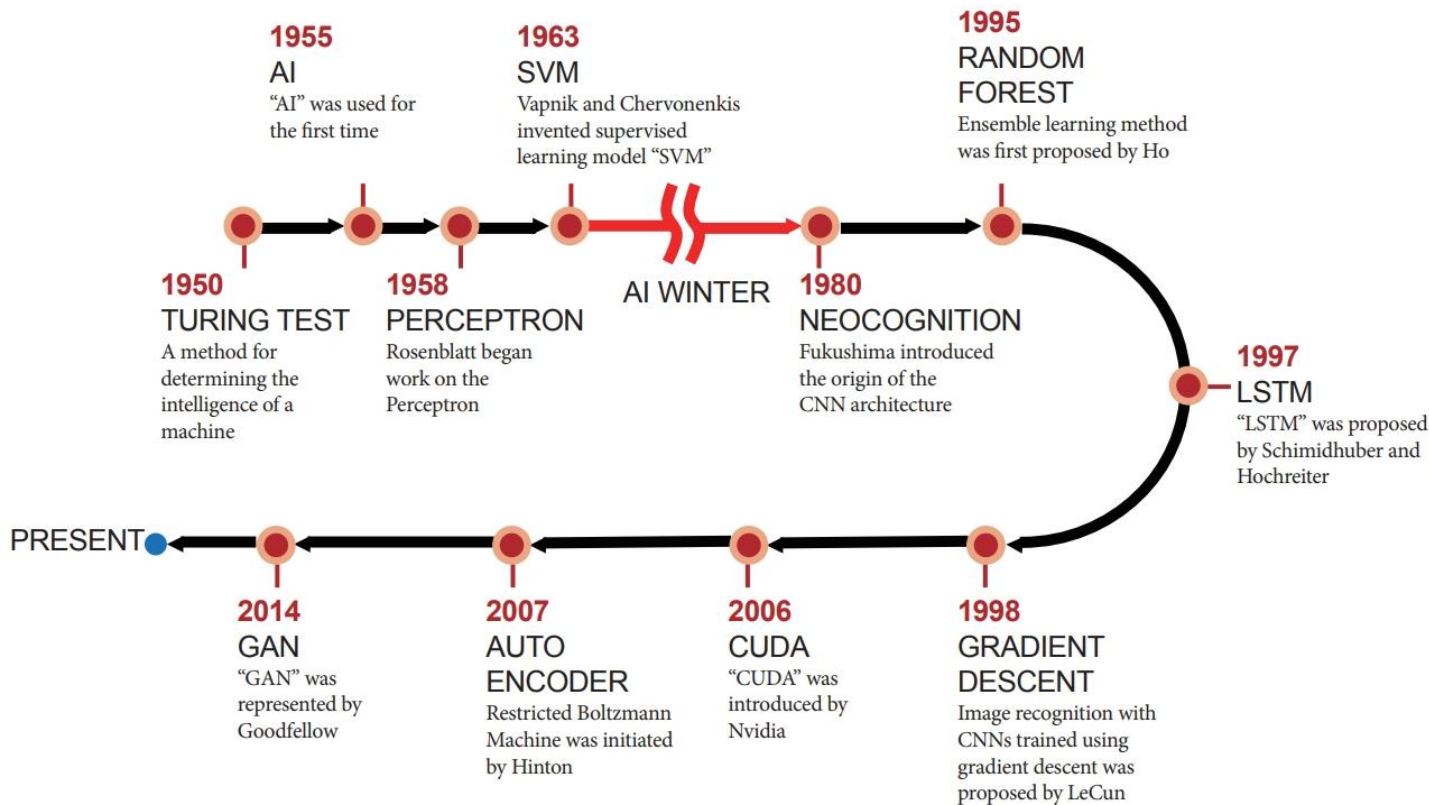 1955
AI
“AI” was used for
the first time
1963
SVM
Vapnik and Chervonenkis
invented supervised
learning model “SVM”
1995
RANDOM
FOREST
Ensemble learning method
was first proposed by Ho
1950
TURING TEST
A method for
determining the
intelligence of a
machine
1958
PERCEPTRON
Rosenblatt began
work on the
Perceptron
AI WINTER
1980
NEOCOGNITION
Fukushima introduced
the origin of the
CNN architecture
1997
LSTM
“LSTM” was proposed
by Schimidhuber and
Hochreiter
PRESENT
2014
GAN
“GAN” was
represented by
Goodfellow
2007
AUTO
ENCODER
Restricted Boltzmann
Machine was initiated
by Hinton
2006
CUDA
“CUDA” was
introduced by
Nvidia
1998
GRADIENT
DESCENT
Image recognition with
CNNs trained using
gradient descent was
proposed by LeCun